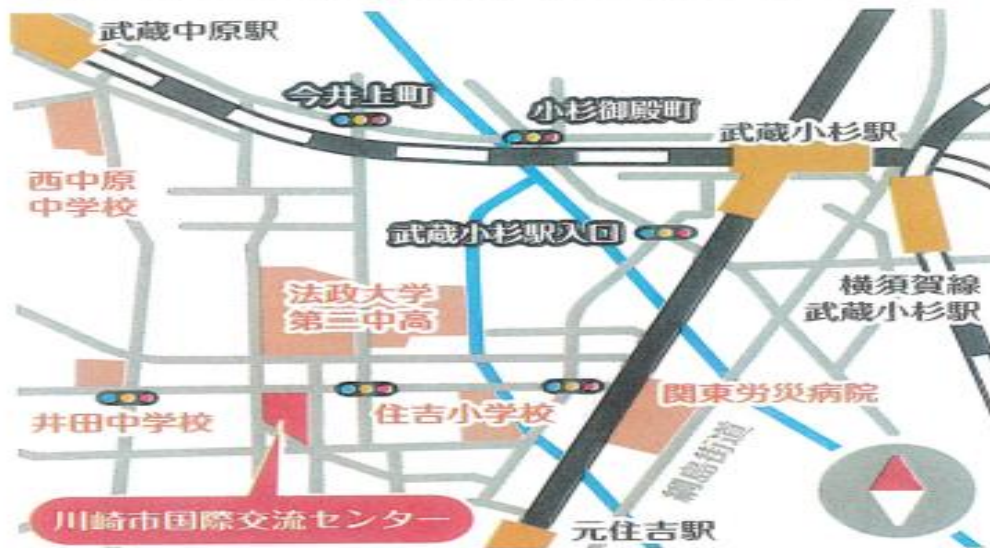 武蔵中原駅
今井上町
小杉御殿町
武蔵小杉駅
西中原
中学校
武蔵小杉駅入口
横須賀線
武蔵小杉駅
法政大学
第二中高
井田中学校
住吉小学校
関東労災病院
綱島街道
川崎市国際交流センター
元住吉駅